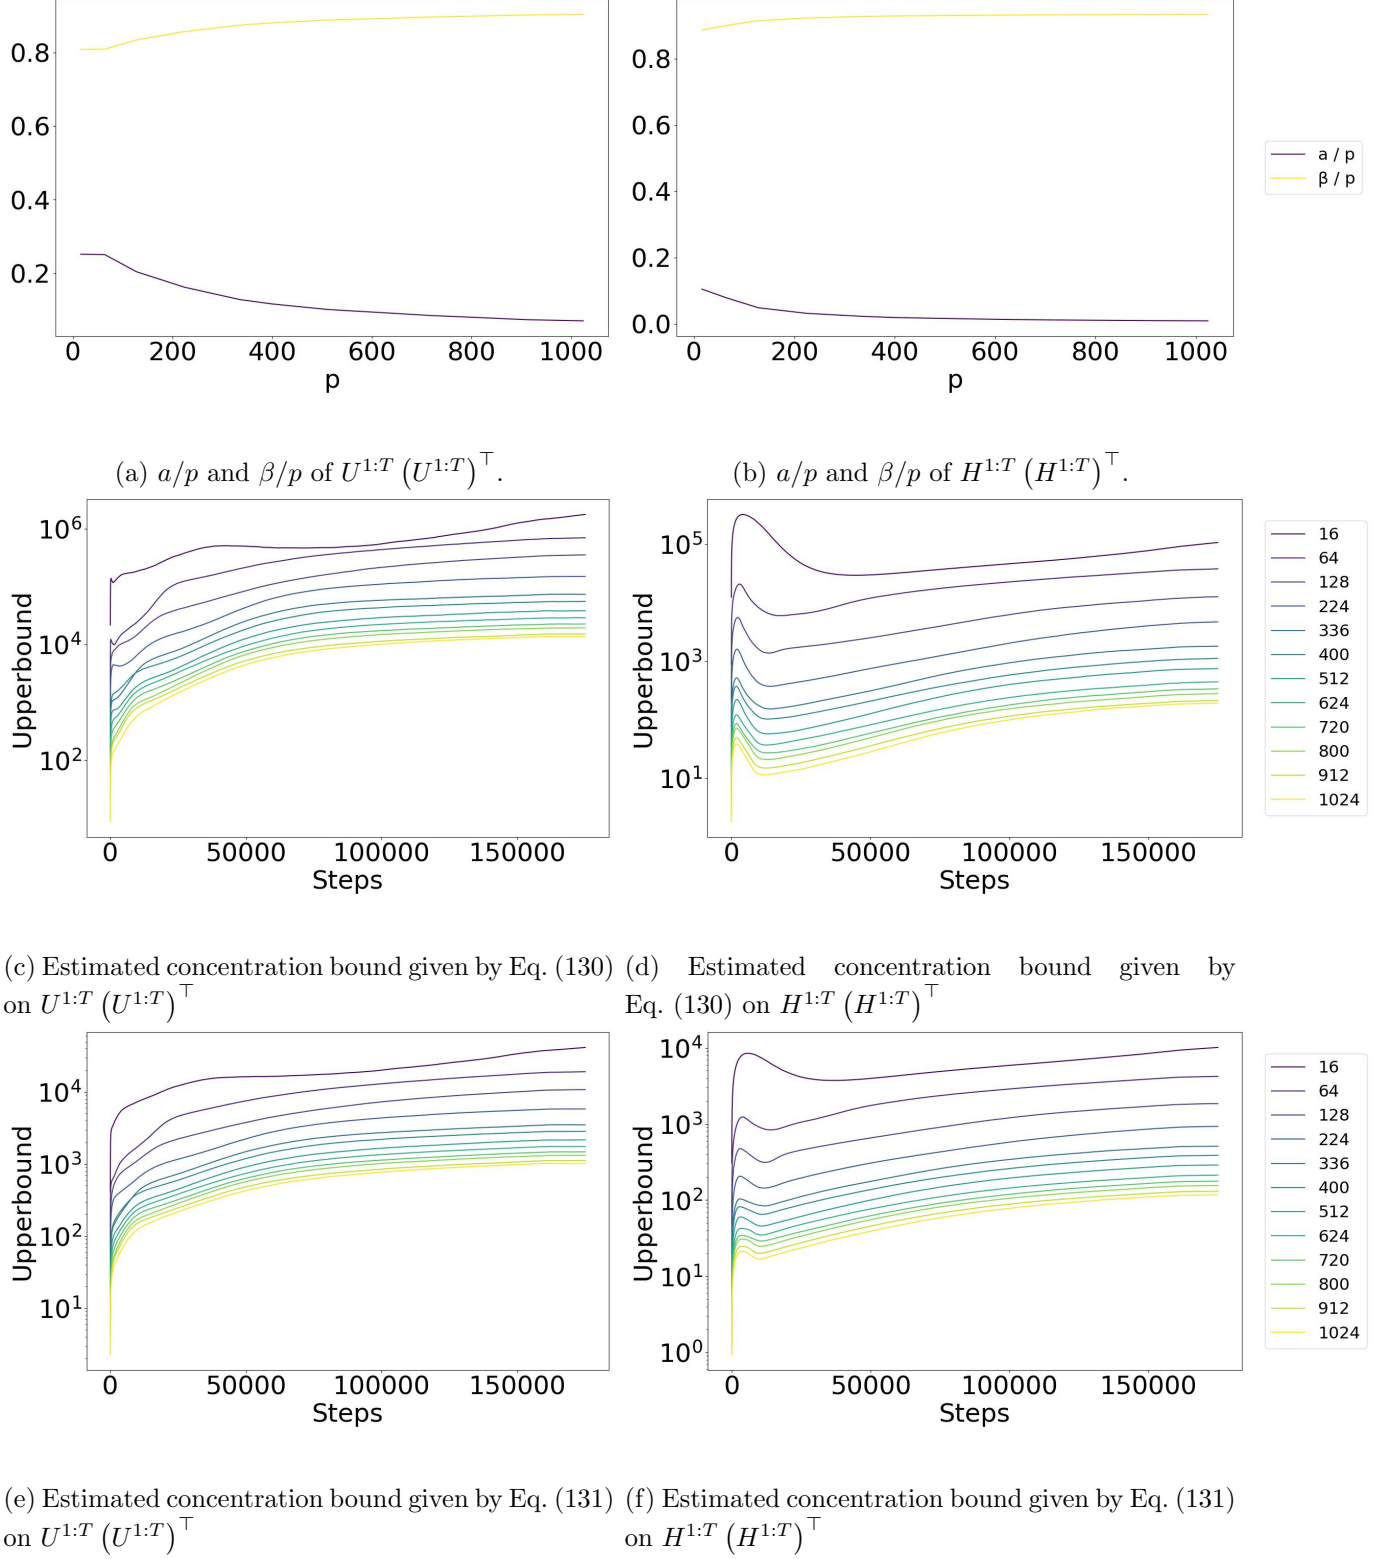 0.8
0.6
0.4
0.2
0 200 400 600 800 1000
p
0.8
0.6
0.4
0.2
0.0
0 200 400 600 800 1000
p
a / p
β / p
(a) a/p and β/p of U^{1:T} (U^{1:T})^⊤.
(b) a/p and β/p of H^{1:T} (H^{1:T})^⊤.
10^6
10^4
10^2
Upperbound
0 50000 100000 150000
Steps
10^5
10^3
10^1
Upperbound
0 50000 100000 150000
Steps
16
64
128
224
336
400
512
624
720
800
912
1024
(c) Estimated concentration bound given by Eq. (130)
on U^{1:T} (U^{1:T})^⊤
(d) Estimated concentration bound given by
Eq. (130) on H^{1:T} (H^{1:T})^⊤
10^4
10^3
10^2
10^1
Upperbound
0 50000 100000 150000
Steps
10^4
10^3
10^2
10^1
10^0
Upperbound
0 50000 100000 150000
Steps
16
64
128
224
336
400
512
624
720
800
912
1024
(e) Estimated concentration bound given by Eq. (131)
on U^{1:T} (U^{1:T})^⊤
(f) Estimated concentration bound given by Eq. (131)
on H^{1:T} (H^{1:T})^⊤